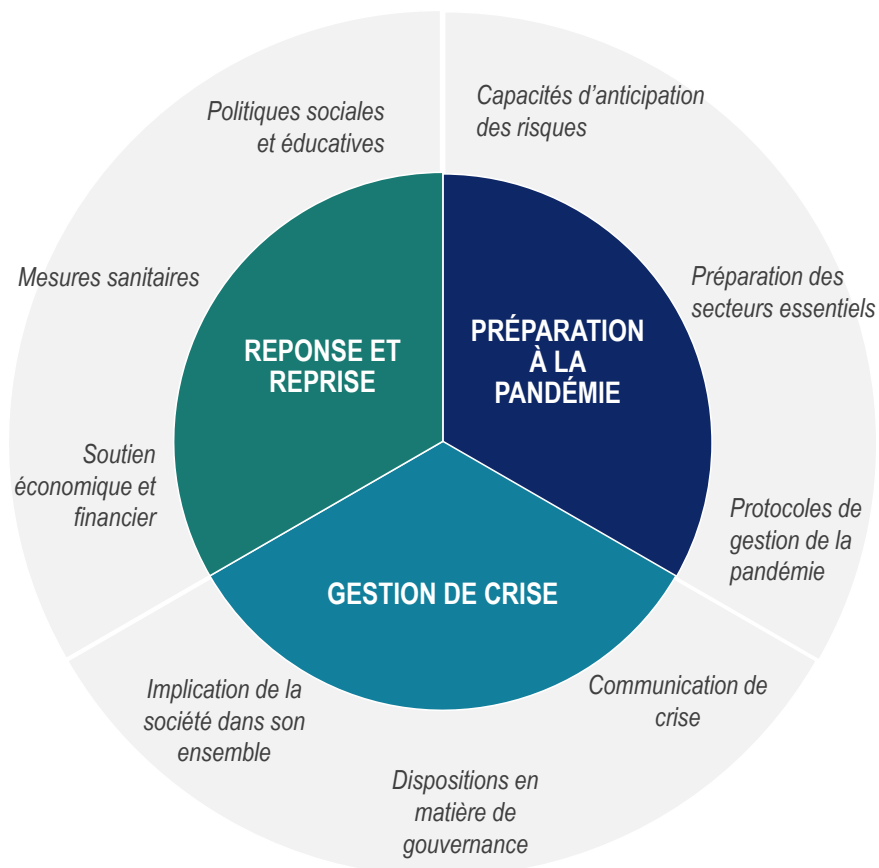 Politiques sociales
et éducatives
Capacités d’anticipation
des risques
Mesures sanitaires
Préparation des
secteurs essentiels
REPONSE ET
REPRISE
PRÉPARATION
À LA
PANDÉMIE
Soutien
économique et
financier
Protocoles de
gestion de la
pandémie
GESTION DE CRISE
Implication de la
société dans son
ensemble
Communication de
crise
Dispositions en
matière de
gouvernance